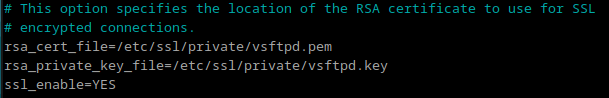 # This option specifies the location of the RSA certificate to use for SSL
# encrypted connections.
rsa_cert_file=/etc/ssl/private/vsftpd.pem
rsa_private_key_file=/etc/ssl/private/vsftpd.key
ssl_enable=YES